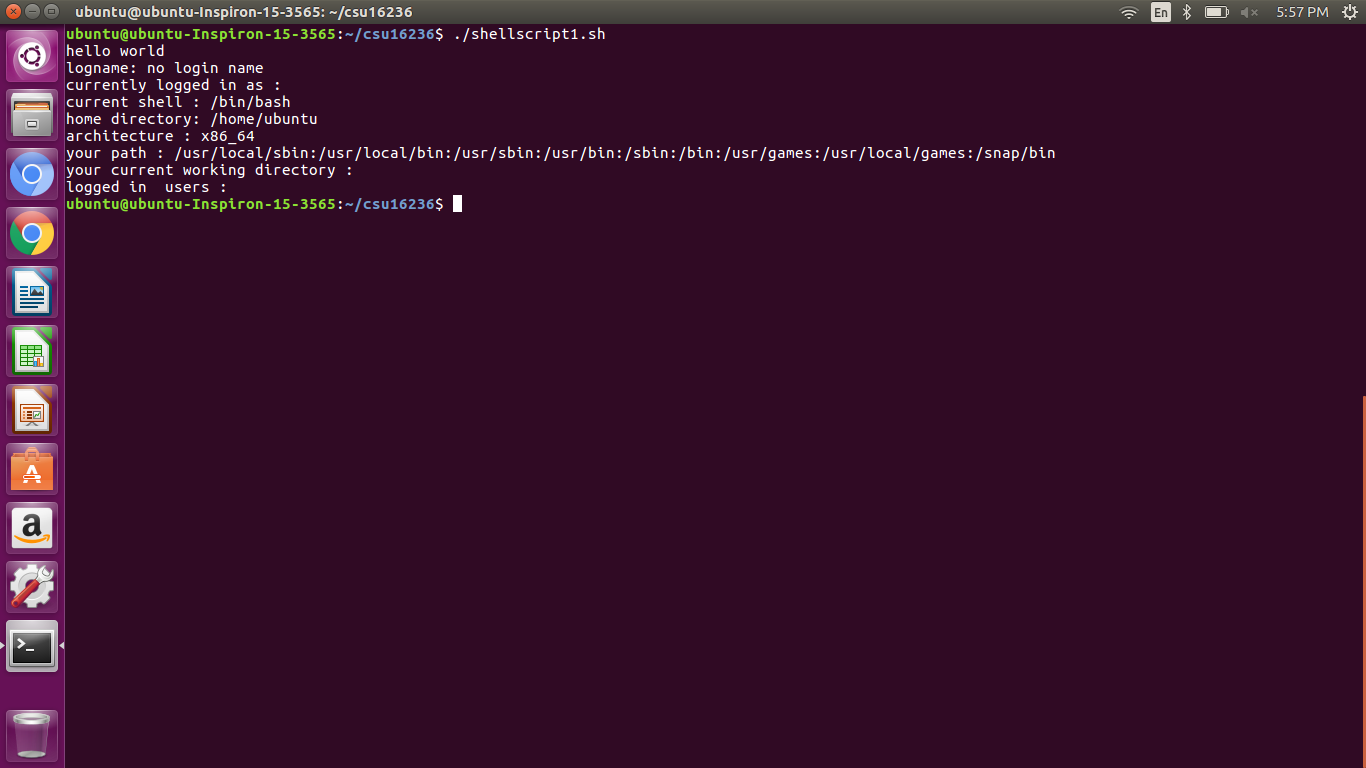 ubuntu@ubuntu-Inspiron-15-3565: ~/csu16236
En
5:57 PM
ubuntu@ubuntu-Inspiron-15-3565:~/csu16236$ ./shellscript1.sh
hello world
logname: no login name
currently logged in as :
current shell : /bin/bash
home directory: /home/ubuntu
architecture : x86_64
your path : /usr/local/sbin:/usr/local/bin:/usr/sbin:/usr/bin:/sbin:/bin:/usr/games:/usr/local/games:/snap/bin
your current working directory :
logged in  users :
ubuntu@ubuntu-Inspiron-15-3565:~/csu16236$